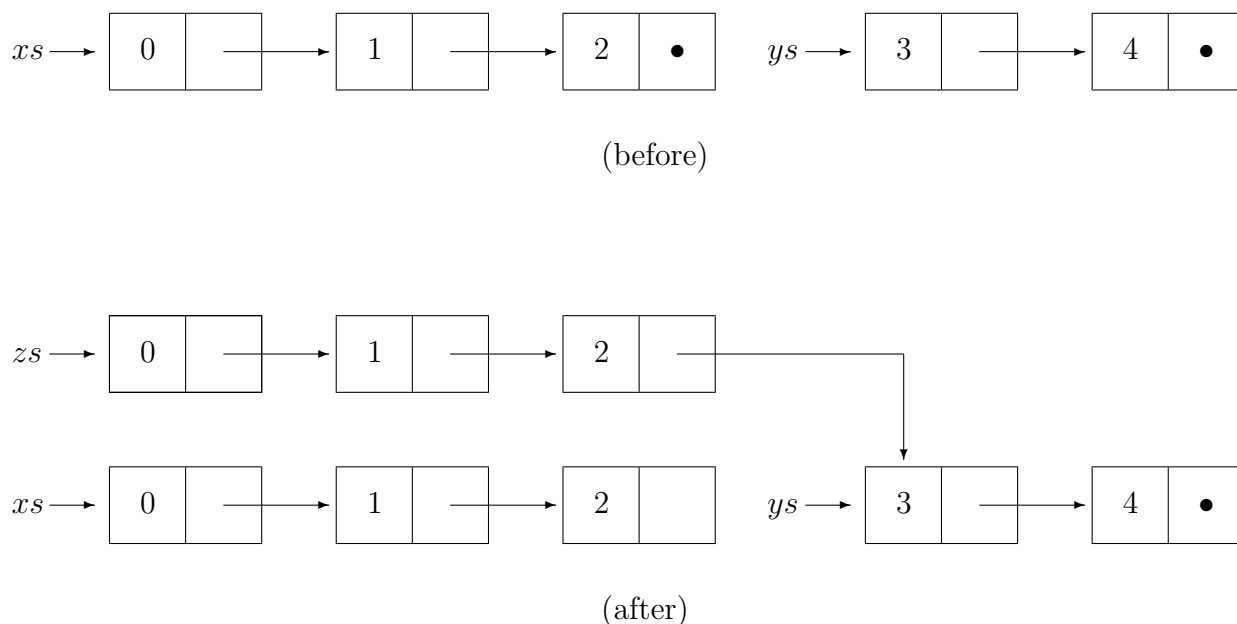 xs 0 1 2 • ys 3 4 •
(before)
zs 0 1 2
xs 0 1 2 ys 3 4 •
(after)